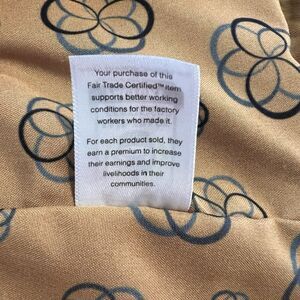 Your purchase of this
Fair Trade Certified™ item
supports better working
conditions for the factory
workers who made it.
For each product sold, they
earn a premium to increase
their earnings and improve
livelihoods in their
communities.